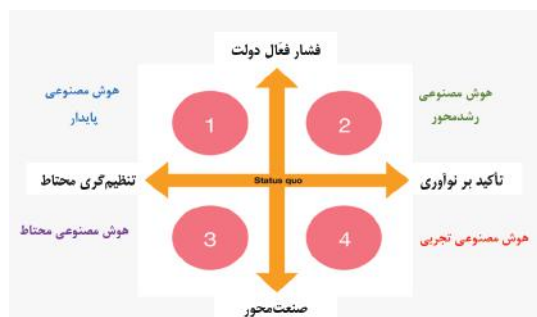 فشار فعّال دولت
هوش مصنوعی
رشدمحور
هوش مصنوعی
پایدار
2
1
تأکید بر نوآوری
Status quo
تنظیم‌گری محتاط
هوش مصنوعی تجربی
4
3
هوش مصنوعی محتاط
صنعت‌محور